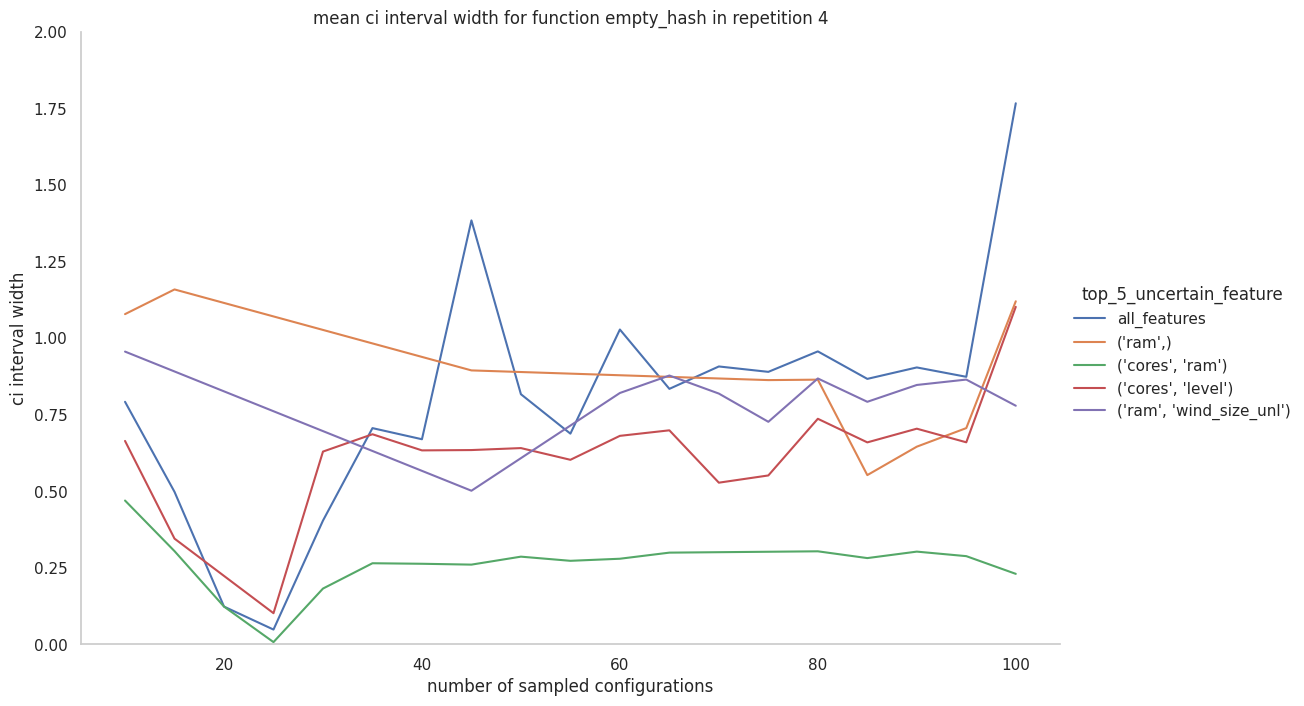 mean ci interval width for function empty_hash in repetition 4
2.00
1.75
1.50
1.25
1.00
0.75
0.50
0.25
0.00
ci interval width
20
40
60
80
100
number of sampled configurations
top_5_uncertain_feature
all_features
('ram',)
('cores', 'ram')
('cores', 'level')
('ram', 'wind_size_unl')